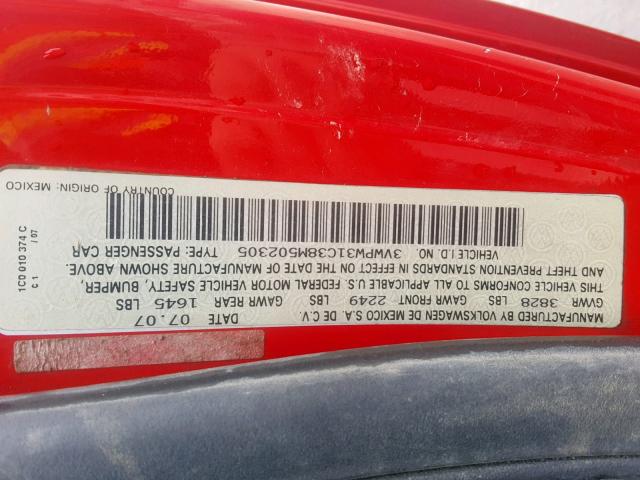 MANUFACTURED BY VOLKSWAGEN DE MEXICO S.A. DE C.V. DATE 07.07
GVWR 3828 LBS GAWR FRONT 2249 LBS GAWR REAR 1645 LBS
THIS VEHICLE CONFORMS TO ALL APPLICABLE U.S. FEDERAL MOTOR VEHICLE SAFETY, BUMPER,
AND THEFT PREVENTION STANDARDS IN EFFECT ON THE DATE OF MANUFACTURE SHOWN ABOVE.
VEHICLE I.D. NO. 3VWPW31C38M502305 TYPE: PASSENGER CAR
COUNTRY OF ORIGIN: MEXICO
1C0 010 374 C
C 1 / 07